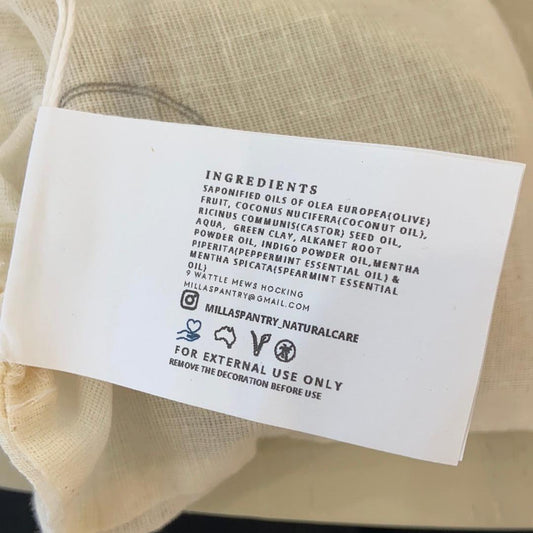 INGREDIENTS
SAPONIFIED OILS OF OLEA EUROPEA(OLIVE)
FRUIT, COCONUS NUCIFERA(COCONUT OIL),
RICINUS COMMUNIS(CASTOR) SEED OIL,
AQUA, GREEN CLAY, ALKANET ROOT
POWDER OIL, INDIGO POWDER OIL,MENTHA
PIPERITA(PEPPERMINT ESSENTIAL OIL) &
MENTHA SPICATA(SPEARMINT ESSENTIAL
OIL)
9 WATTLE MEWS HOCKING
MILLASPANTRY@GMAIL.COM
MILLASPANTRY_NATURALCARE
FOR EXTERNAL USE ONLY
REMOVE THE DECORATION BEFORE USE